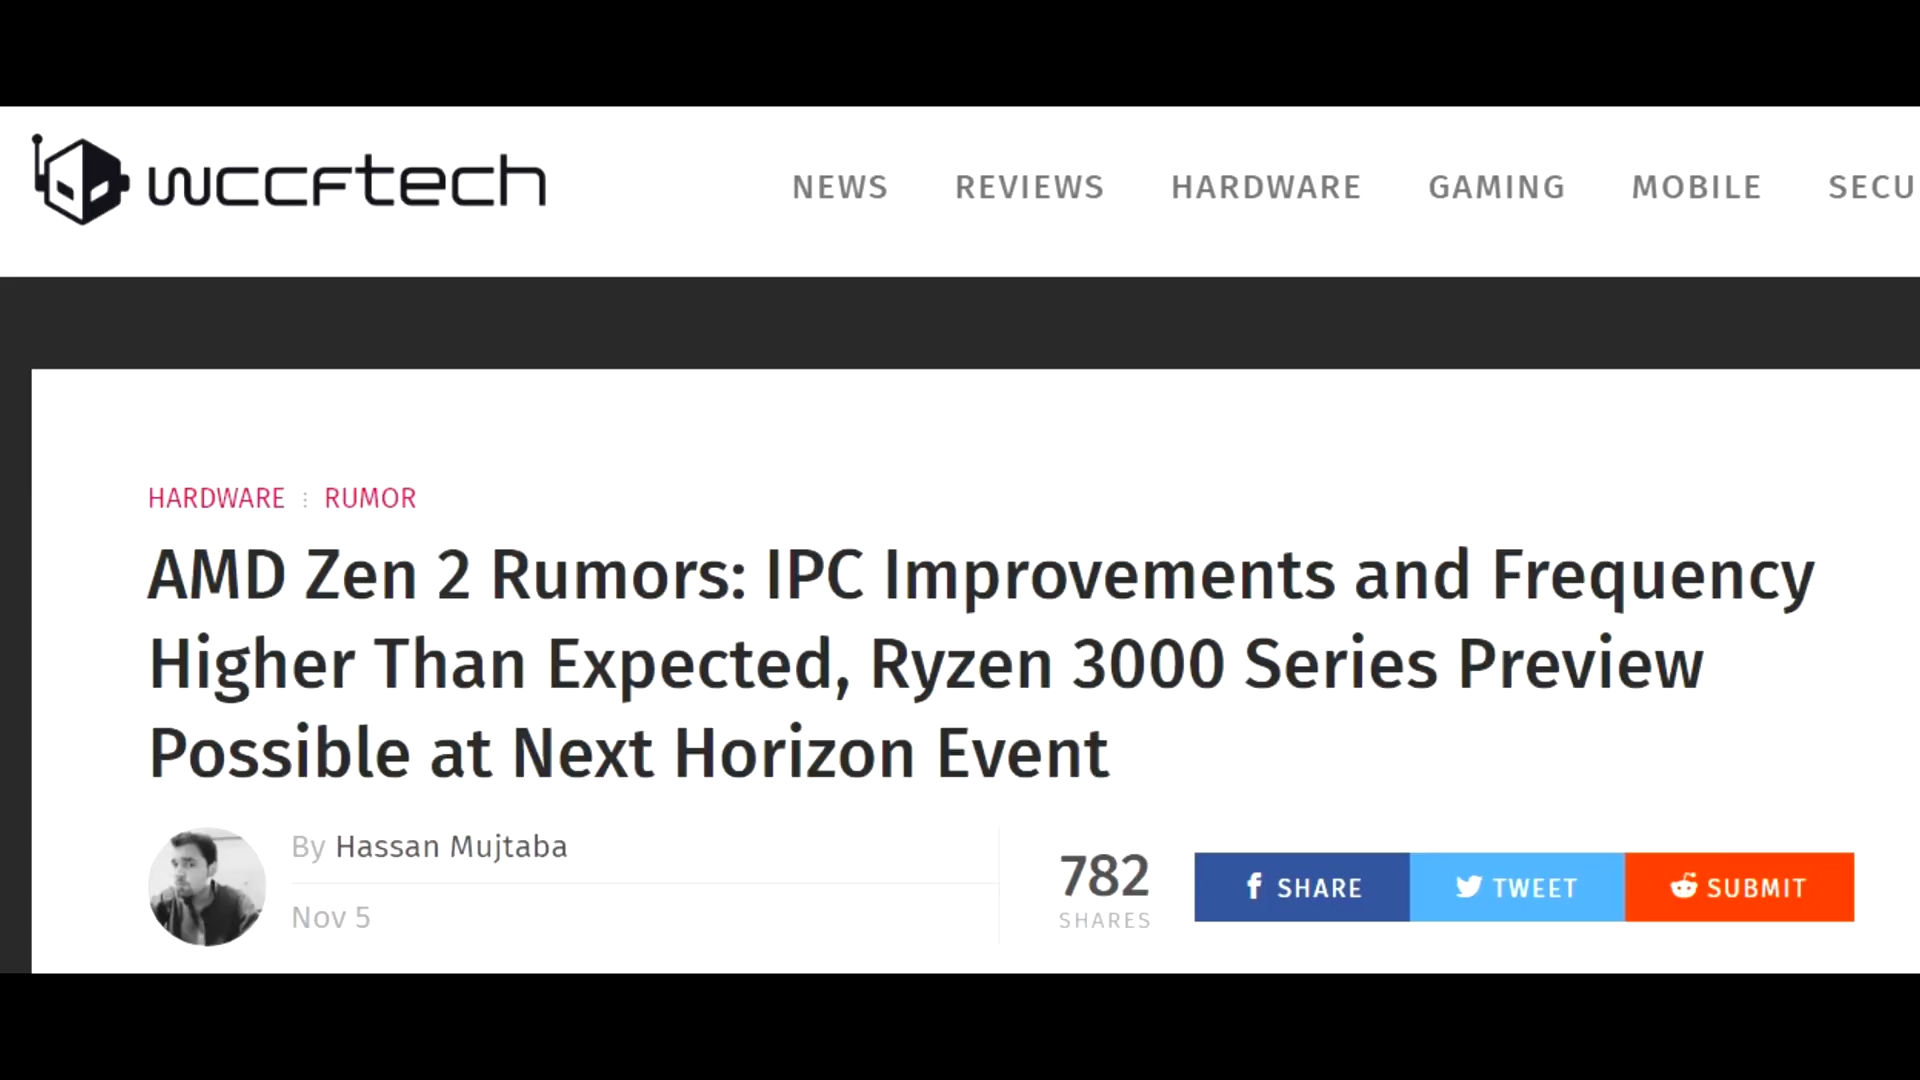 wccftech
NEWS REVIEWS HARDWARE GAMING MOBILE SECU
HARDWARE ⋮ RUMOR
AMD Zen 2 Rumors: IPC Improvements and Frequency
Higher Than Expected, Ryzen 3000 Series Preview
Possible at Next Horizon Event
By Hassan Mujtaba
Nov 5
782
SHARES
SHARE TWEET SUBMIT